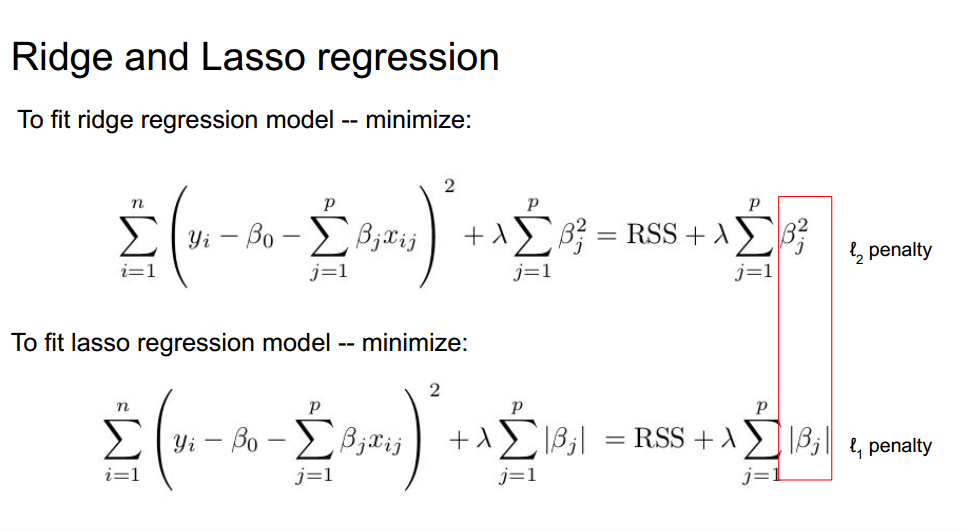 Ridge and Lasso regression
To fit ridge regression model -- minimize:
$\sum_{i=1}^{n} \left( y_i - \beta_0 - \sum_{j=1}^{p} \beta_j x_{ij} \right)^2 + \lambda \sum_{j=1}^{p} \beta_j^2 = \text{RSS} + \lambda \sum_{j=1}^{p} \beta_j^2$ ℓ₂ penalty
To fit lasso regression model -- minimize:
$\sum_{i=1}^{n} \left( y_i - \beta_0 - \sum_{j=1}^{p} \beta_j x_{ij} \right)^2 + \lambda \sum_{j=1}^{p} |\beta_j| = \text{RSS} + \lambda \sum_{j=1}^{p} |\beta_j|$ ℓ₁ penalty